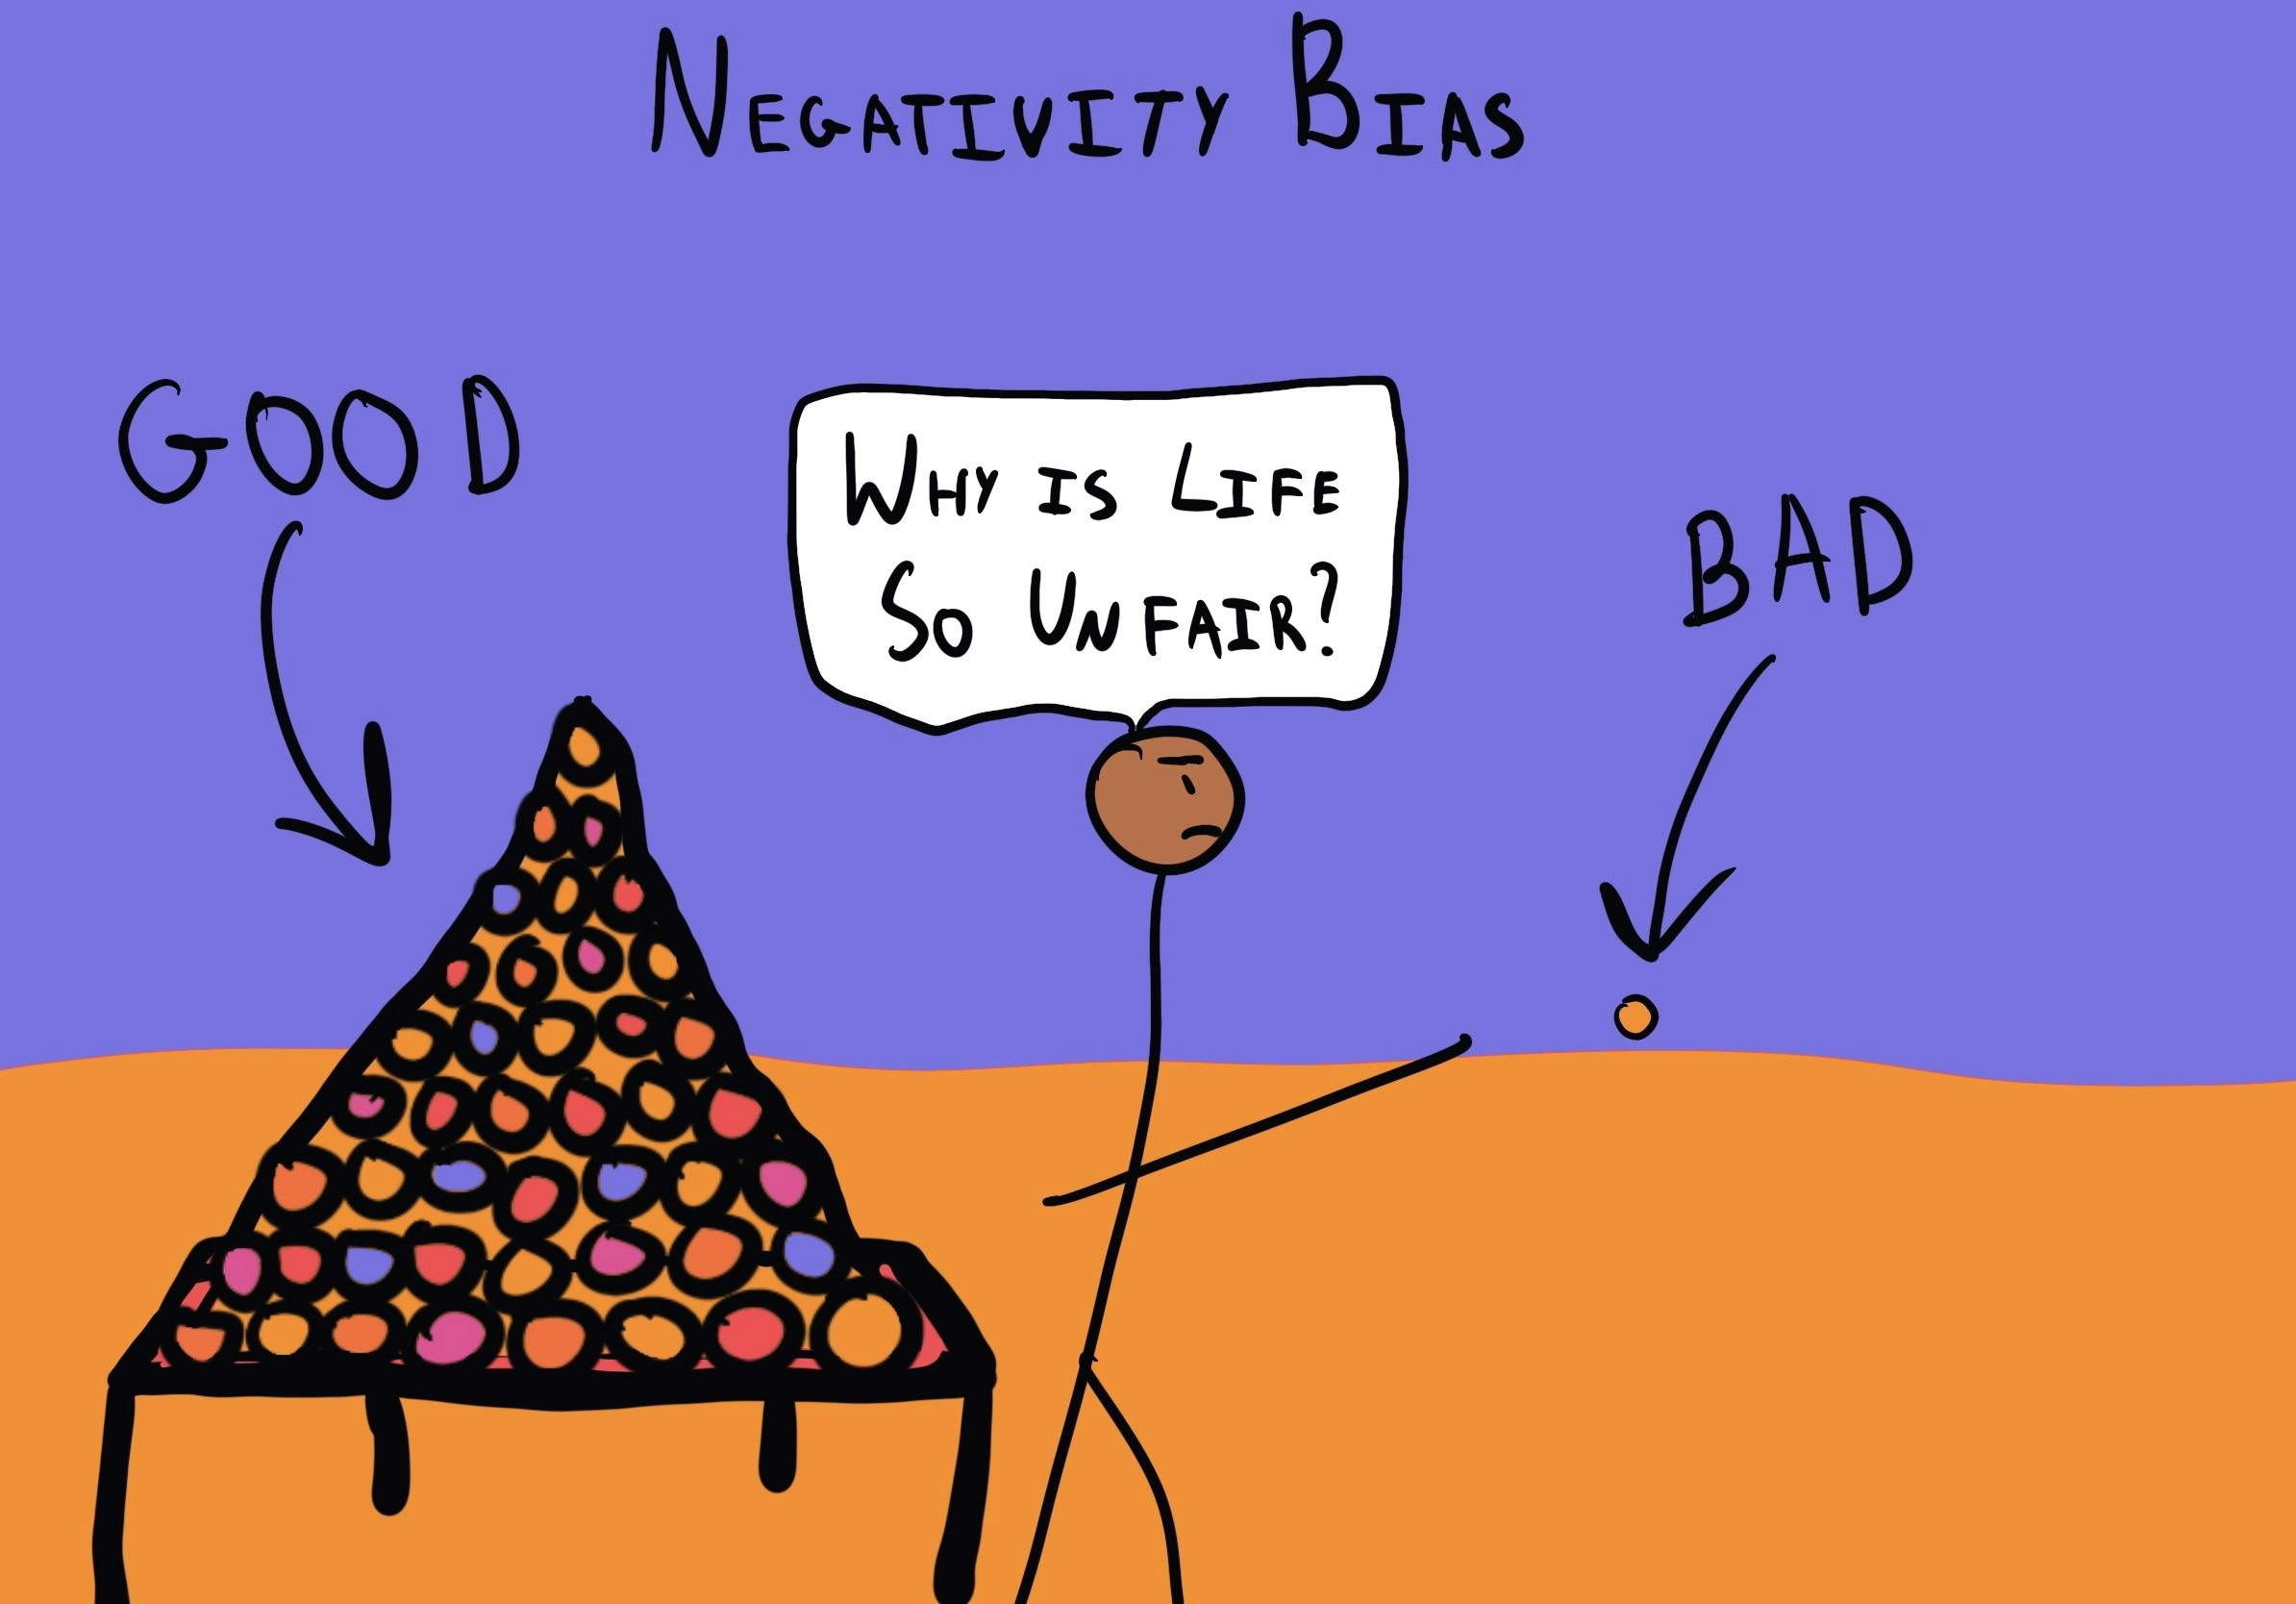 Negativity Bias
GOOD
Why is Life
So Unfair?
BAD